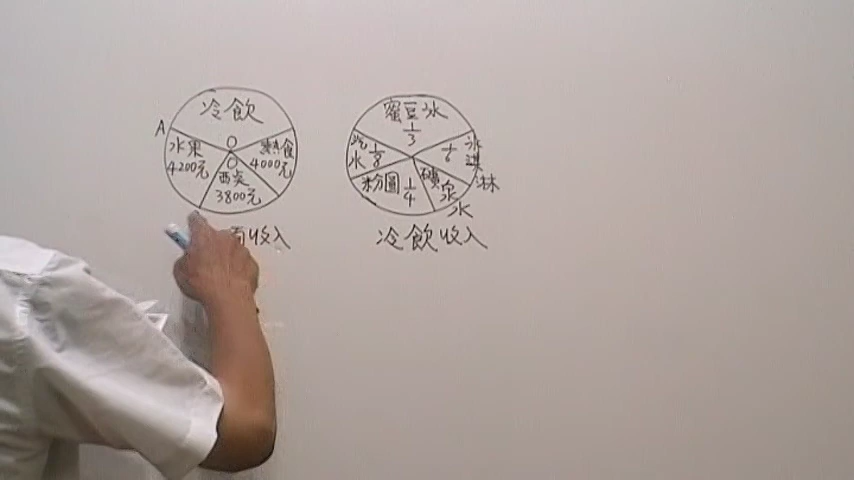 冷飲
A
O
水果
4200元
熱食
4000元
O
西桌
3800元
收入
蜜豆冰
1/3
汽水
1/8
冰淇淋
1/6
粉圓
1/4
礦泉水
冷飲收入